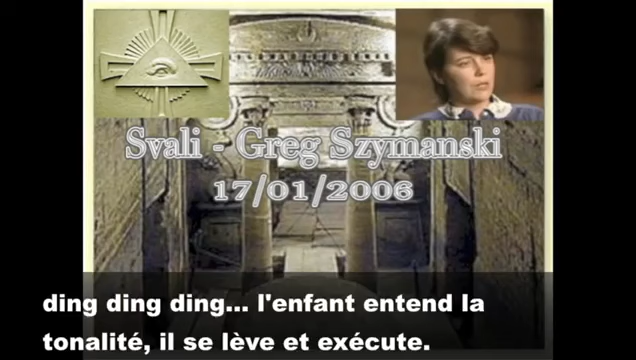 Svali - Greg Szymanski
17/01/2006
ding ding ding... l'enfant entend la
tonalité, il se lève et exécute.